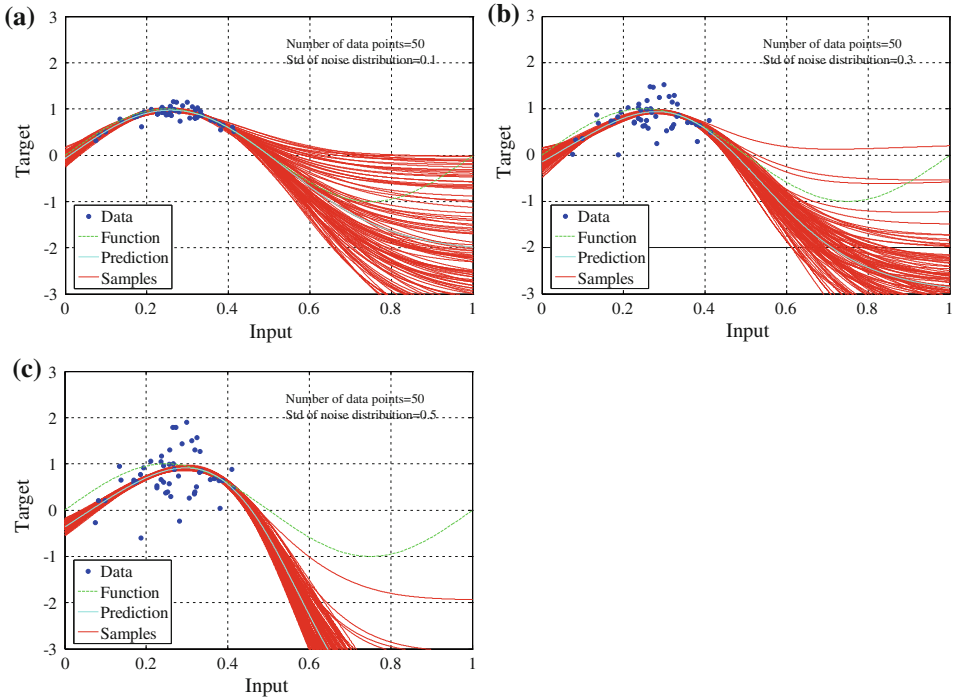 (a)
3
2
1
0
-1
-2
-3
Target
Number of data points=50
Std of noise distribution=0.1
Data
Function
Prediction
Samples
0
0.2
0.4
0.6
0.8
1
Input
(b)
3
2
1
0
-1
-2
-3
Target
Number of data points=50
Std of noise distribution=0.3
Data
Function
Prediction
Samples
0
0.2
0.4
0.6
0.8
1
Input
(c)
3
2
1
0
-1
-2
-3
Target
Number of data points=50
Std of noise distribution=0.5
Data
Function
Prediction
Samples
0
0.2
0.4
0.6
0.8
1
Input